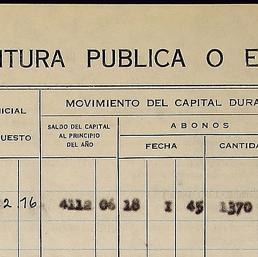 ITURA PUBLICA O E
ICIAL
UESTO
MOVIMIENTO DEL CAPITAL DURA
SALDO DEL CAPITAL
AL PRINCIPIO
DEL AÑO
ABONOS
FECHA
CANTIDA
2.76 4112 06 18 I 45 1370